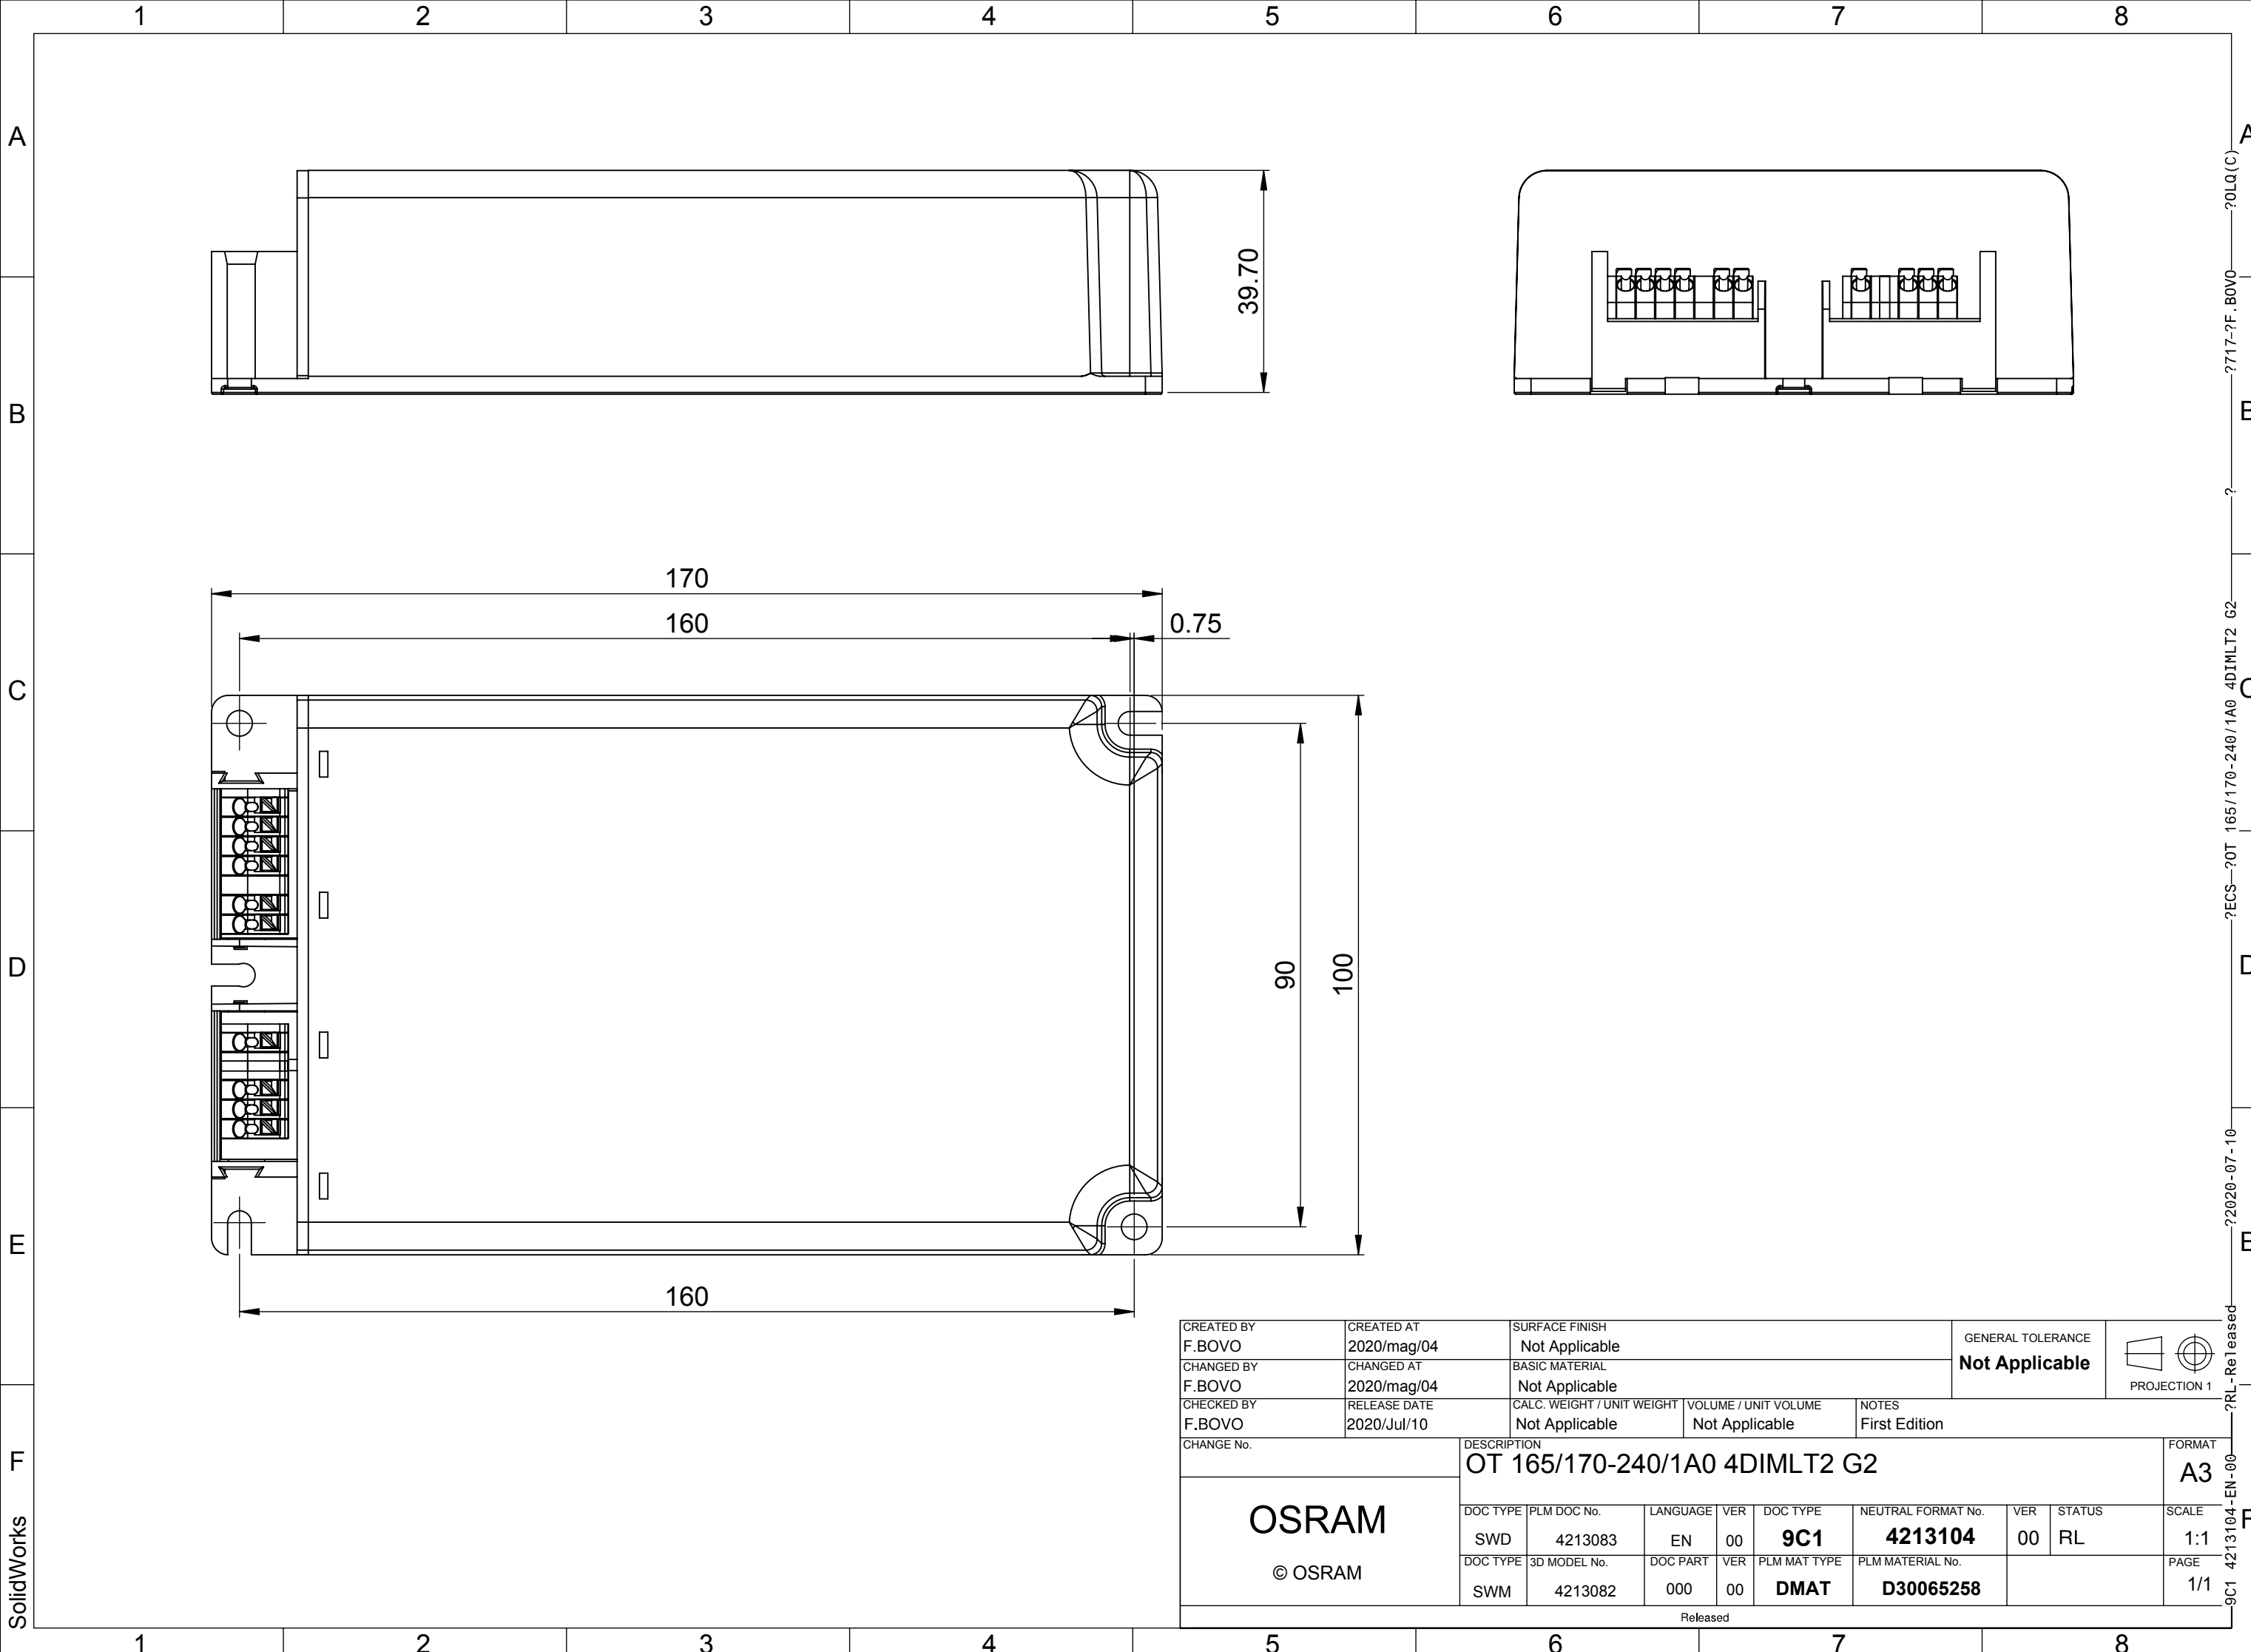 1 2 3 4 5 6 7 8
A A
B B
C C
D D
E E
F F
39.70
170
160
0.75
90
100
160
CREATED BY
F.BOVO
CREATED AT
2020/mag/04
SURFACE FINISH
Not Applicable
GENERAL TOLERANCE
Not Applicable
PROJECTION 1
CHANGED BY
F.BOVO
CHANGED AT
2020/mag/04
BASIC MATERIAL
Not Applicable
CHECKED BY
F.BOVO
RELEASE DATE
2020/Jul/10
CALC. WEIGHT / UNIT WEIGHT
Not Applicable
VOLUME / UNIT VOLUME
Not Applicable
NOTES
First Edition
CHANGE No.
DESCRIPTION
OT 165/170-240/1A0 4DIMLT2 G2
FORMAT
A3
OSRAM
© OSRAM
DOC TYPE
SWD
PLM DOC No.
4213083
LANGUAGE
EN
VER
00
DOC TYPE
9C1
NEUTRAL FORMAT No.
4213104
VER
00
STATUS
RL
SCALE
1:1
DOC TYPE
SWM
3D MODEL No.
4213082
DOC PART
000
VER
00
PLM MAT TYPE
DMAT
PLM MATERIAL No.
D30065258
PAGE
1/1
Released
SolidWorks
9C1 4213104-EN-00 ?RL-Released ?2020-07-10 ?ECS ?OT 165/170-240/1A0 4DIMLT2 G2 ? ?717-?F.BOVO ?OLQ(C)
1 2 3 4 5 6 7 8